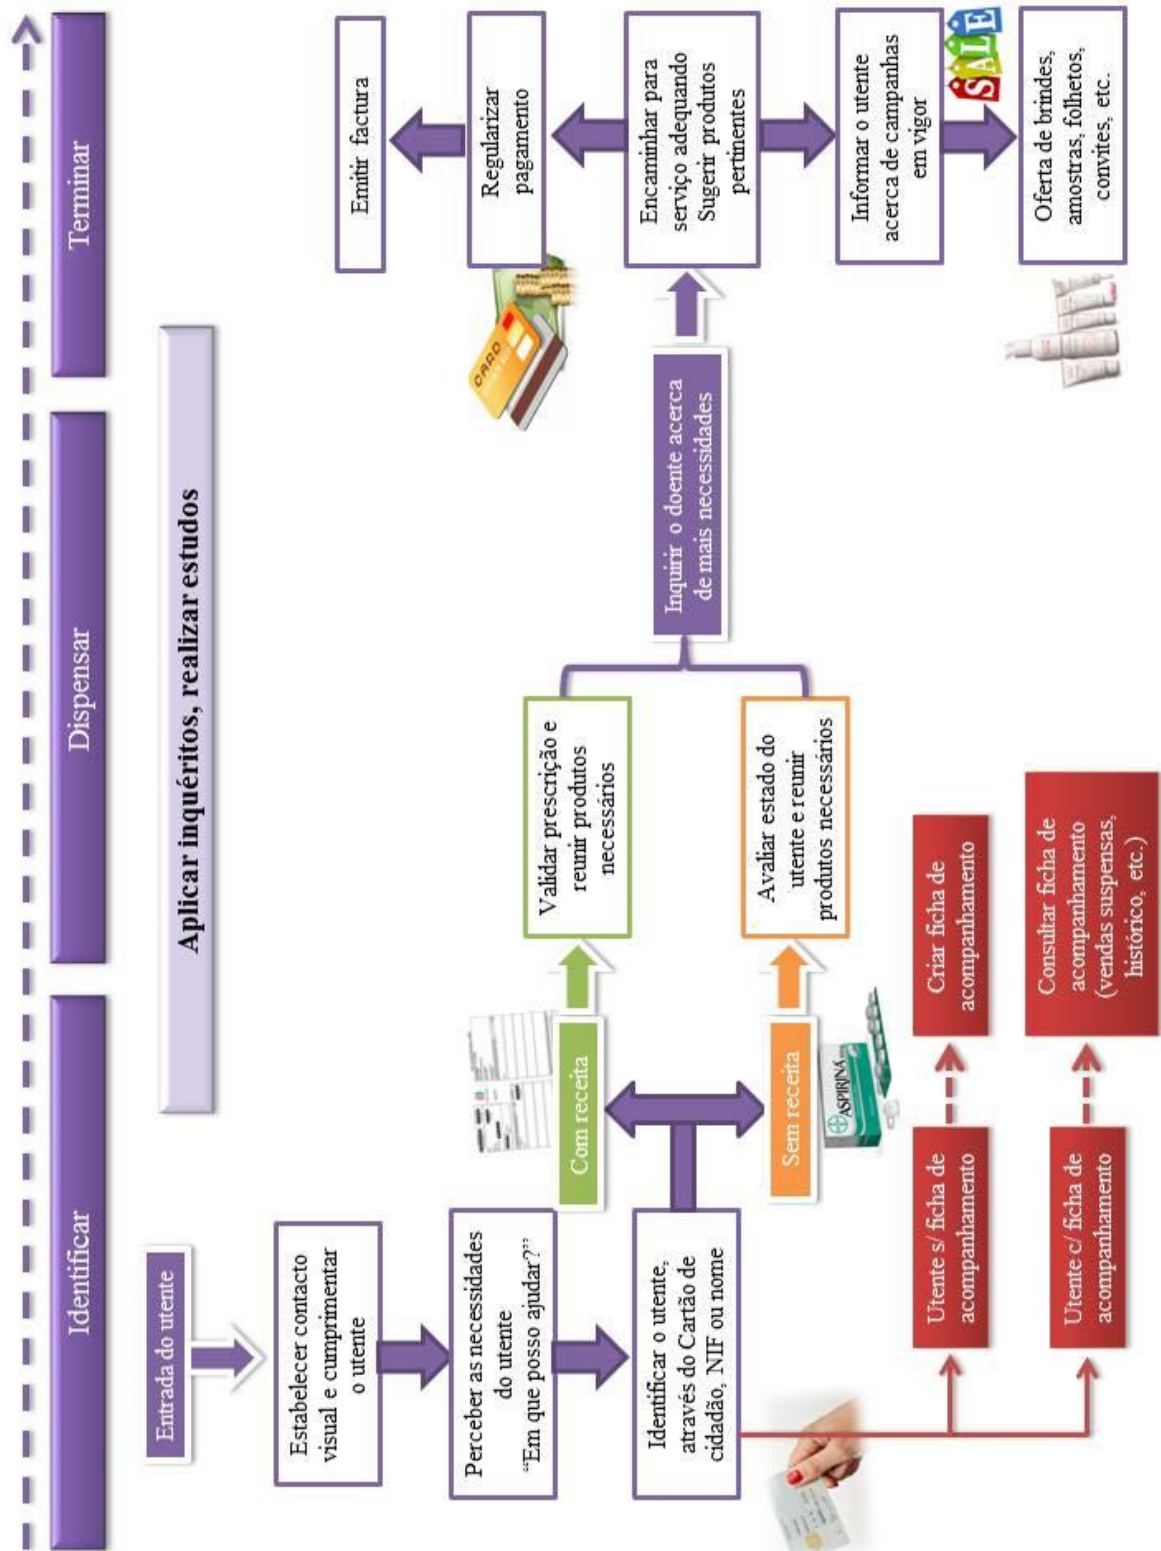 Identificar
Dispensar
Terminar
Aplicar inquéritos, realizar estudos
Entrada do utente
Estabelecer contacto
visual e cumprimentar
o utente
Perceber as necessidades
do utente
“Em que posso ajudar?”
Identificar o utente,
através do Cartão de
cidadão, NIF ou nome
Com receita
Sem receita
ASPIRINA
Validar prescrição e
reunir produtos
necessários
Avaliar estado do
utente e reunir
produtos necessários
Utente s/ ficha de
acompanhamento
Criar ficha de
acompanhamento
Utente c/ ficha de
acompanhamento
Consultar ficha de
acompanhamento
(vendas suspensas,
histórico, etc.)
Inquirir o doente acerca
de mais necessidades
Emitir factura
Regularizar
pagamento
CARD
Encaminhar para
serviço adequando
Sugerir produtos
pertinentes
Informar o utente
acerca de campanhas
em vigor
SALE
Oferta de brindes,
amostras, folhetos,
convites, etc.